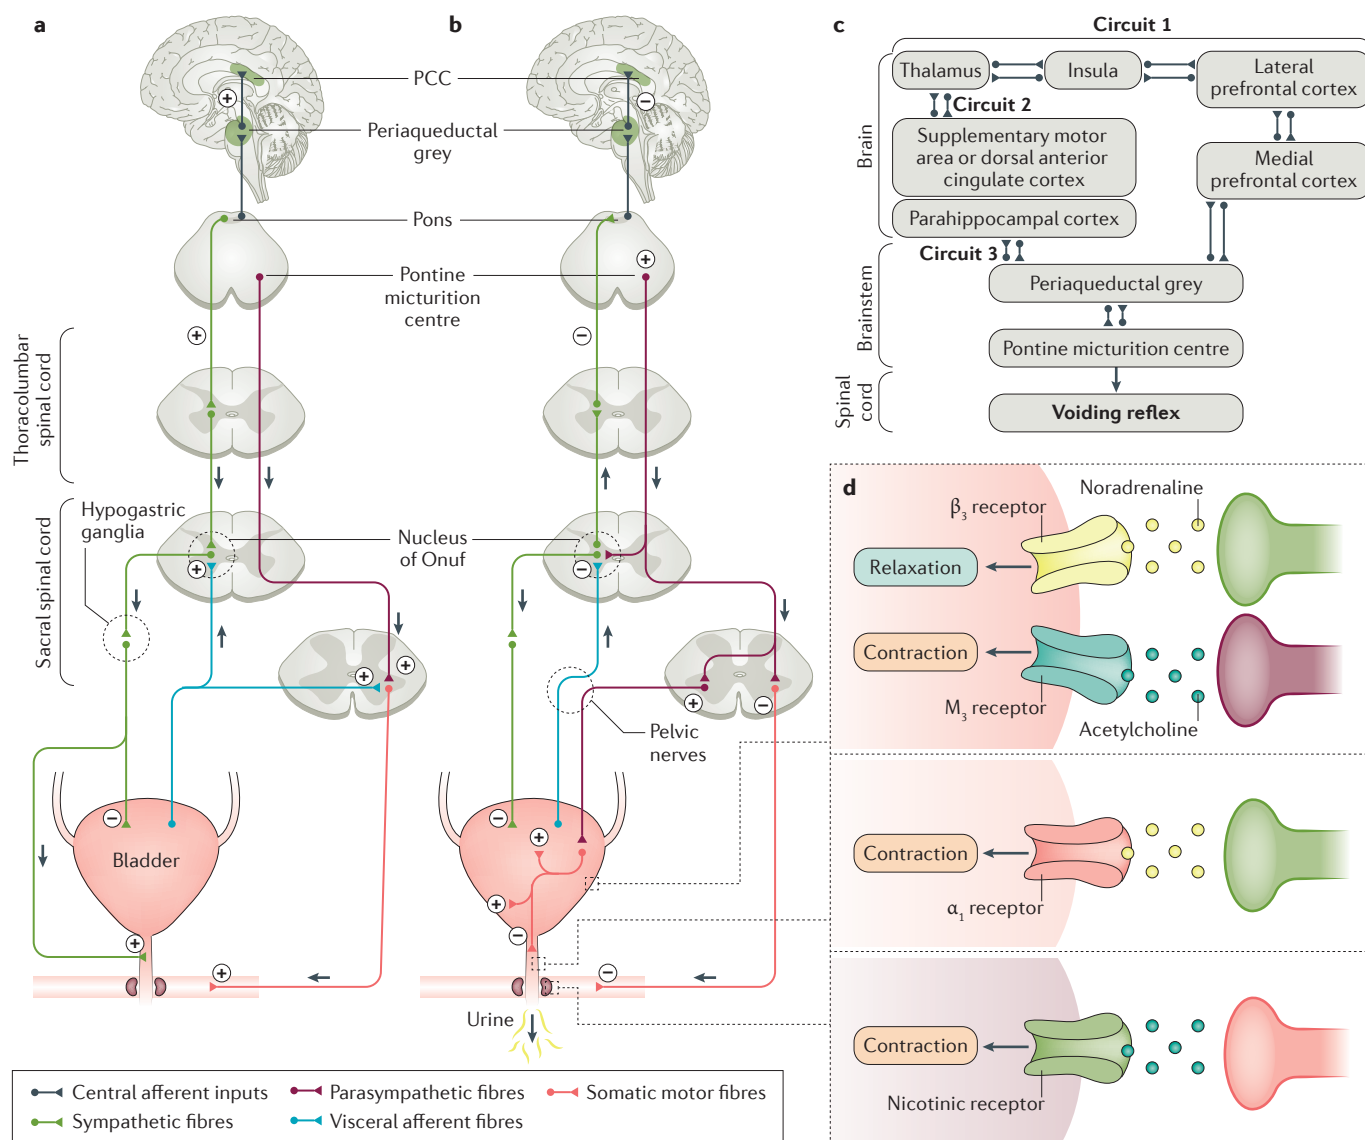 a
b
PCC
Periaqueductal
grey
Pons
Pontine
micturition
centre
Thoracolumbar
spinal cord
Sacral spinal cord
Hypogastric
ganglia
Nucleus
of Onuf
Pelvic
nerves
Bladder
Urine
+
+
+
+
+
−
+
+
−
+
−
−
+
−
−
+
+
−
−
c
Circuit 1
Brain
Thalamus
Insula
Lateral
prefrontal cortex
Circuit 2
Supplementary motor
area or dorsal anterior
cingulate cortex
Medial
prefrontal cortex
Parahippocampal cortex
Circuit 3
Brainstem
Periaqueductal grey
Pontine micturition centre
Spinal
cord
Voiding reflex
d
Noradrenaline
β3 receptor
Relaxation
Contraction
M3 receptor
Acetylcholine
Contraction
α1 receptor
Contraction
Nicotinic receptor
Central afferent inputs
Parasympathetic fibres
Somatic motor fibres
Sympathetic fibres
Visceral afferent fibres